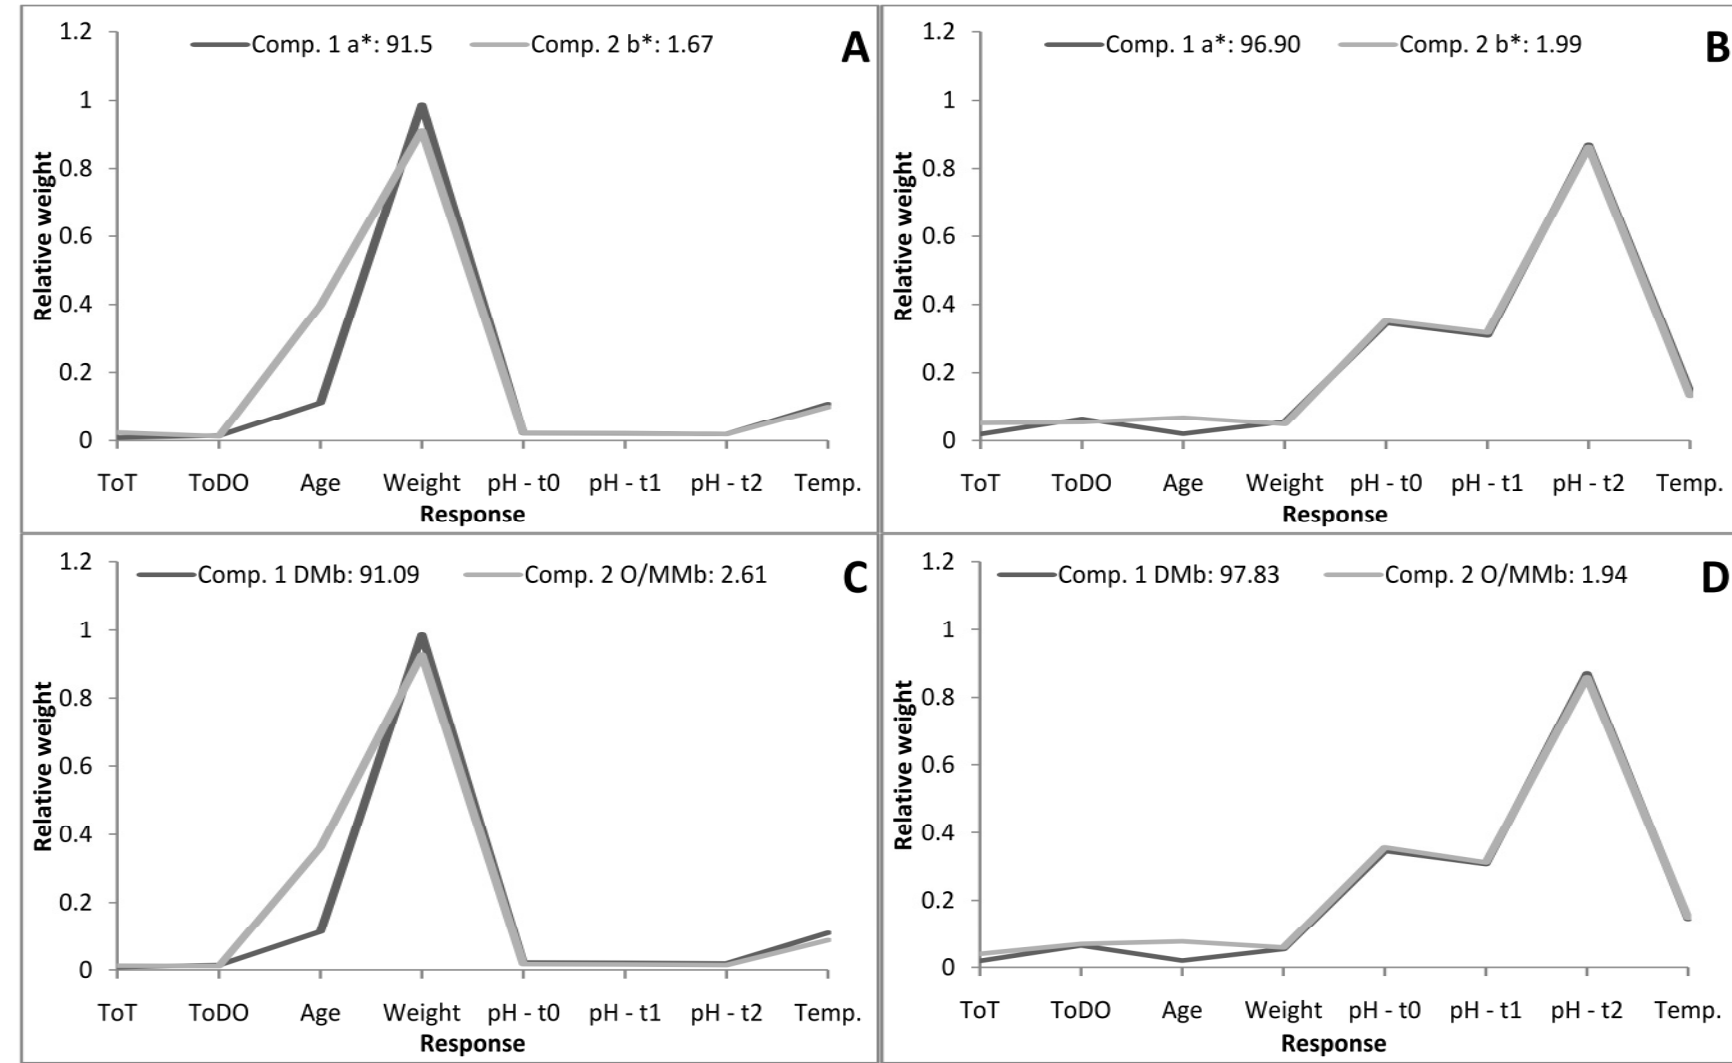 Comp. 1 a*: 91.5 Comp. 2 b*: 1.67 A
1.2
1
0.8
0.6
0.4
0.2
0
Relative weight
ToT ToDO Age Weight pH - t0 pH - t1 pH - t2 Temp.
Response
Comp. 1 a*: 96.90 Comp. 2 b*: 1.99 B
1.2
1
0.8
0.6
0.4
0.2
0
Relative weight
ToT ToDO Age Weight pH - t0 pH - t1 pH - t2 Temp.
Response
Comp. 1 DMb: 91.09 Comp. 2 O/MMb: 2.61 C
1.2
1
0.8
0.6
0.4
0.2
0
Relative weight
ToT ToDO Age Weight pH - t0 pH - t1 pH - t2 Temp.
Response
Comp. 1 DMb: 97.83 Comp. 2 O/MMb: 1.94 D
1.2
1
0.8
0.6
0.4
0.2
0
Relative weight
ToT ToDO Age Weight pH - t0 pH - t1 pH - t2 Temp.
Response